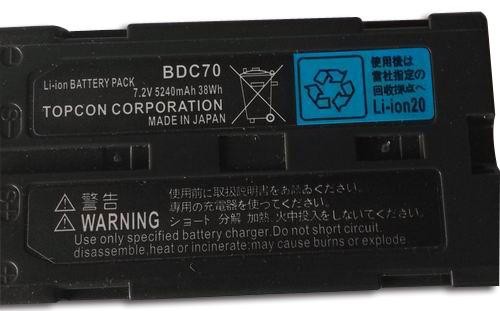 BDC70
Li-ion BATTERY PACK
7.2V 5240mAh 38Wh
TOPCON CORPORATION
MADE IN JAPAN
使用後は
貴社指定の
回収拠点へ
Li-ion20
警告
WARNING
使用前に取扱説明書をお読みください
専用の充電器を使ってください
ショート 分解 加熱 火中投入をしないでください
Use only specified battery charger.Do not short circuit
disassemble,heat or incinerate:may cause burns or explode.